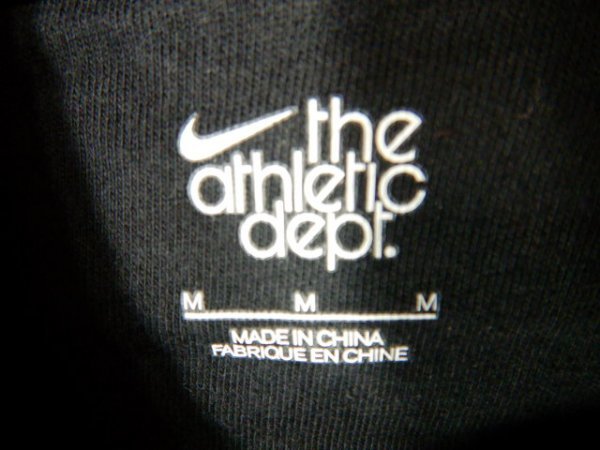 the
athletic
dept.
M M M
MADE IN CHINA
FABRIQUE EN CHINE